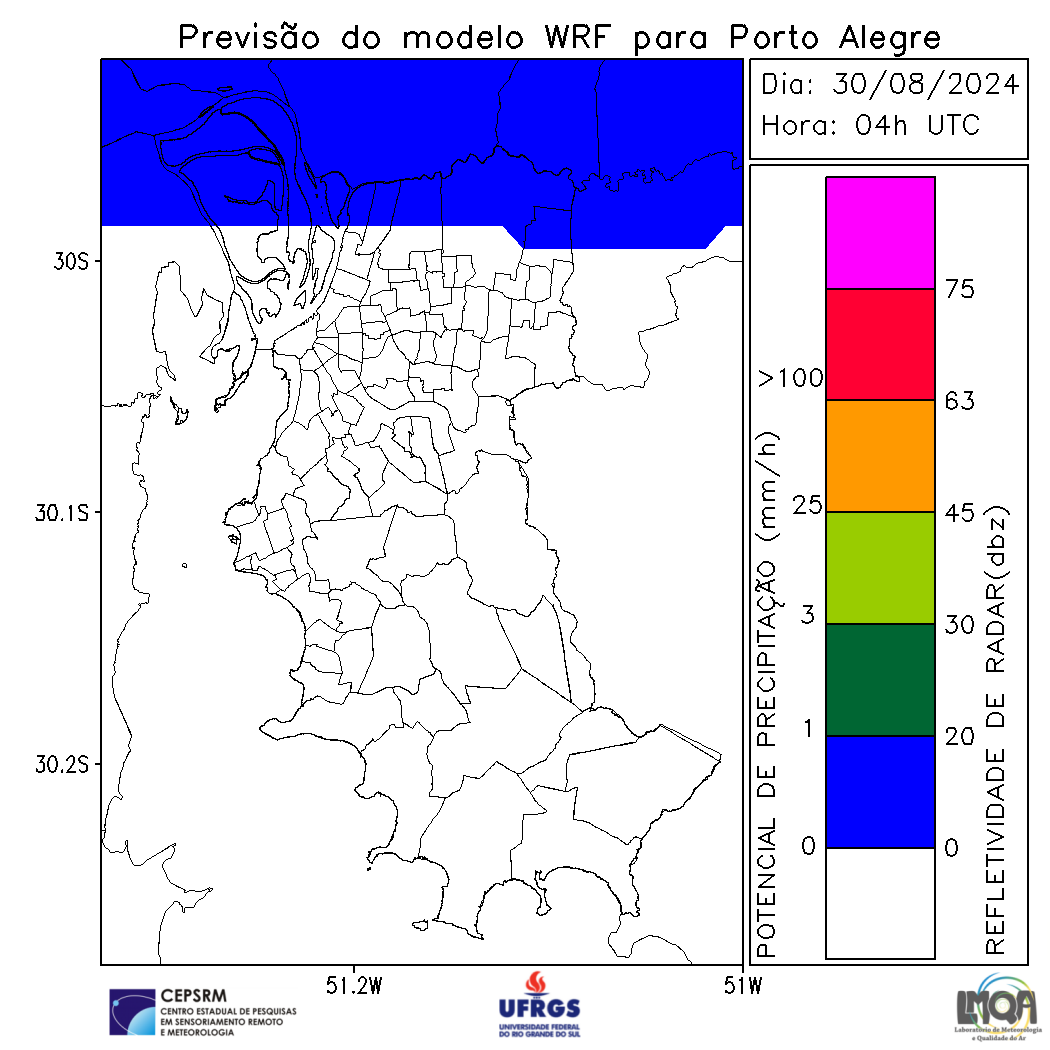 Previsão do modelo WRF para Porto Alegre
Dia: 30/08/2024
Hora: 04h UTC
30S
30.1S
30.2S
51.2W
51W
POTENCIAL DE PRECIPITAÇÃO (mm/h)
>100
25
3
1
0
75
63
45
30
20
0
REFLETIVIDADE DE RADAR(dbz)
CEPSRM
CENTRO ESTADUAL DE PESQUISAS
EM SENSORIAMENTO REMOTO
E METEOROLOGIA
UFRGS
UNIVERSIDADE FEDERAL
DO RIO GRANDE DO SUL
LMQA
Laboratório de Meteorologia
e Qualidade do Ar